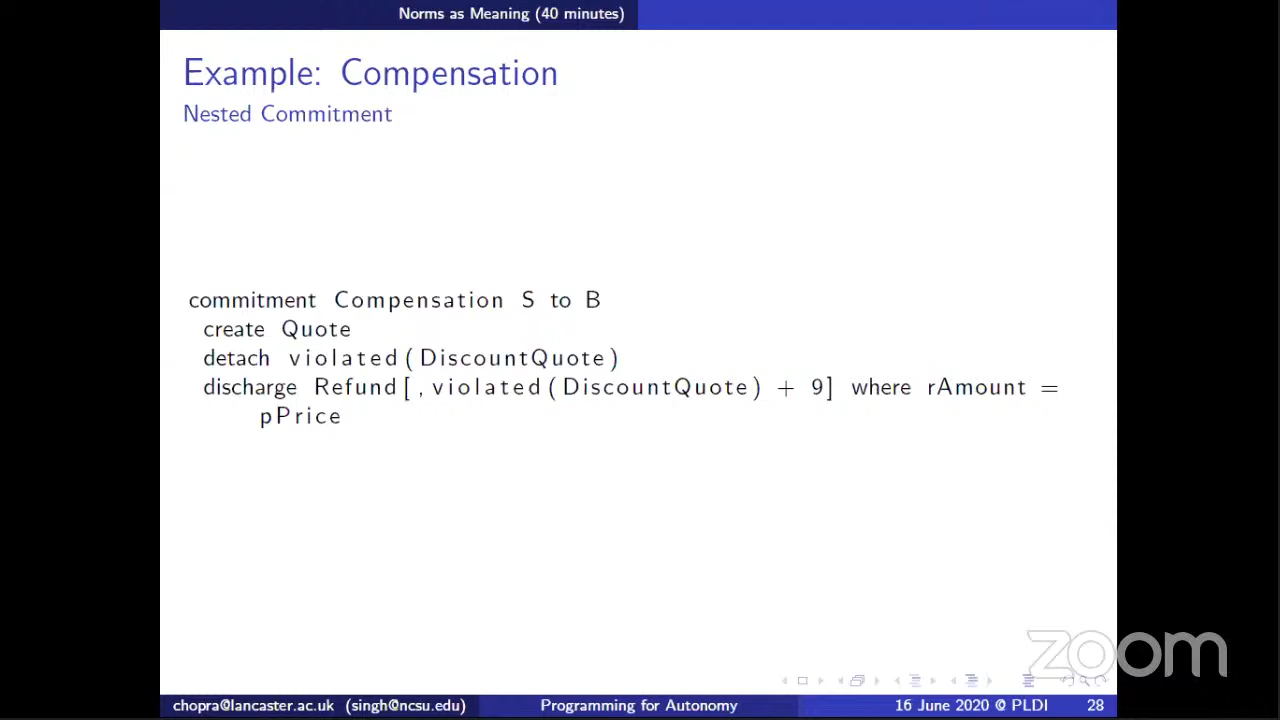 Norms as Meaning (40 minutes)
Example: Compensation
Nested Commitment
commitment Compensation S to B
create Quote
detach violated(DiscountQuote)
discharge Refund[,violated(DiscountQuote) + 9] where rAmount =
pPrice
zoom
chopra@lancaster.ac.uk (singh@ncsu.edu) Programming for Autonomy 16 June 2020 @ PLDI 28